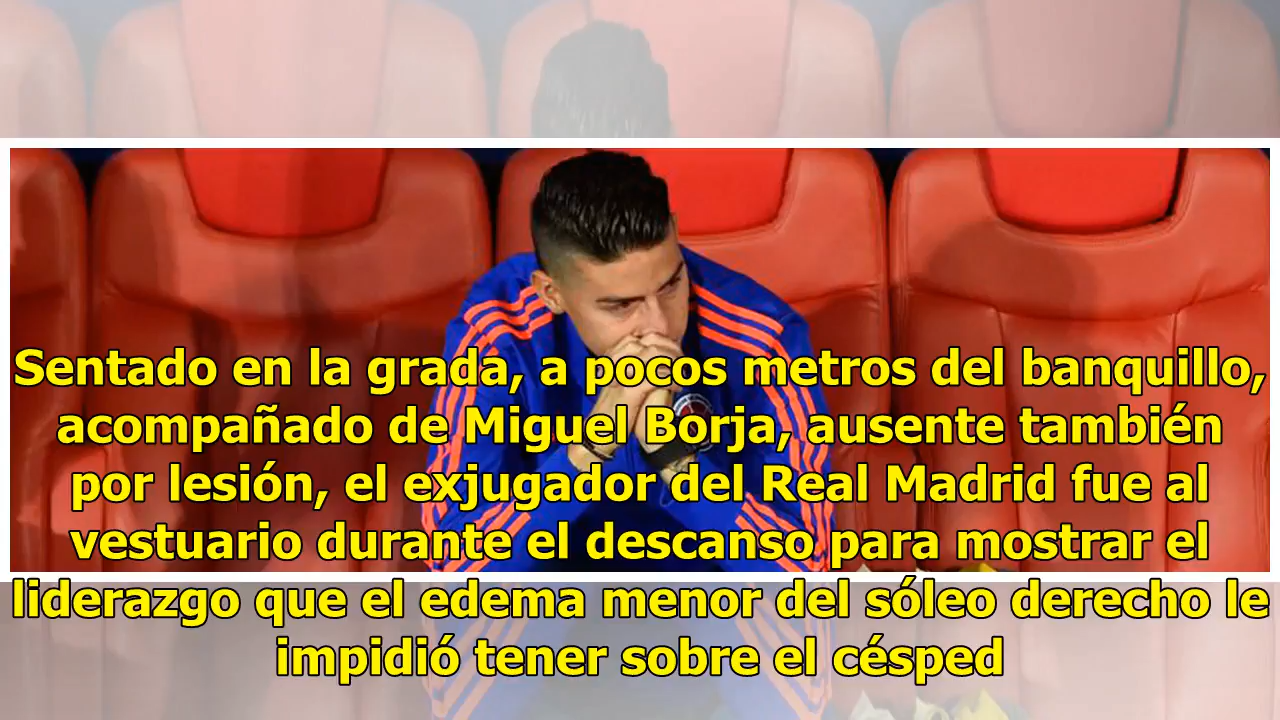 Sentado en la grada, a pocos metros del banquillo,
acompañado de Miguel Borja, ausente también
por lesión, el exjugador del Real Madrid fue al
vestuario durante el descanso para mostrar el
liderazgo que el edema menor del sóleo derecho le
impidió tener sobre el césped